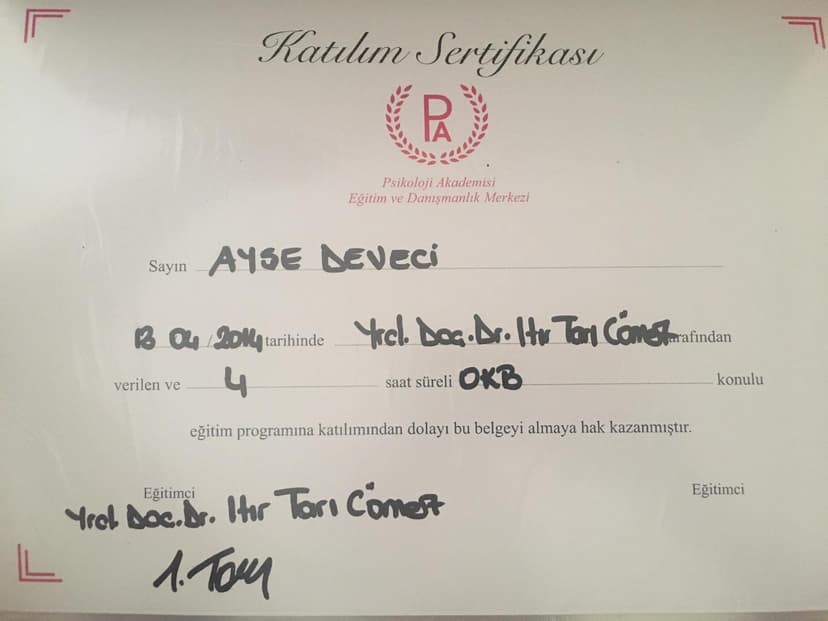 Katılım Sertifikası
PA
Psikoloji Akademisi
Eğitim ve Danışmanlık Merkezi
Sayın AYSE DEVECİ
13 04 / 2014 tarihinde Yrd. Doç. Dr. Itır Tarı Cömert tarafından
verilen ve 4 saat süreli OKB konulu
eğitim programına katılımından dolayı bu belgeyi almaya hak kazanmıştır.
Eğitimci Eğitimci
Yrd. Doç. Dr. Itır Tarı Cömert